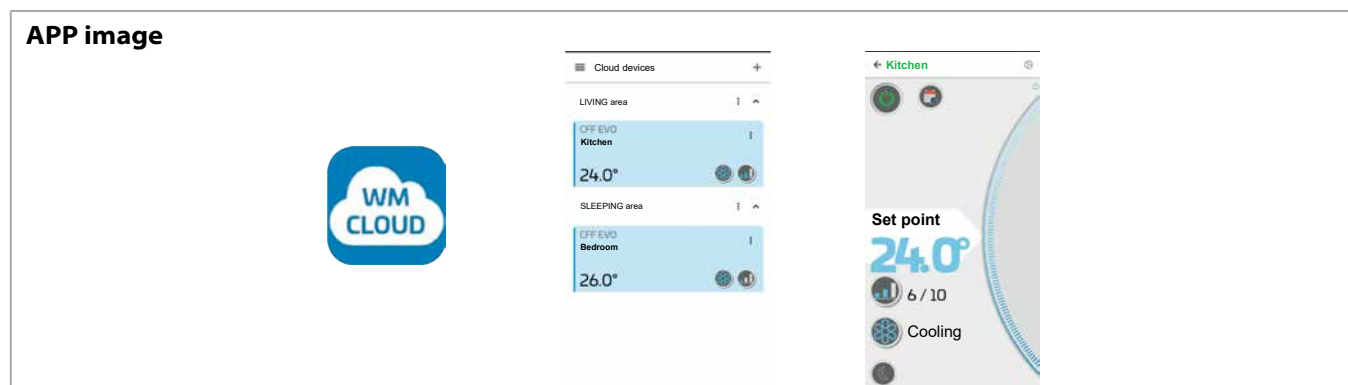 APP image
WM
CLOUD
Cloud devices
LIVING area
CFF EVO
Kitchen
24.0°
SLEEPING area
CFF EVO
Bedroom
26.0°
Kitchen
Set point
24.0°
6 / 10
Cooling